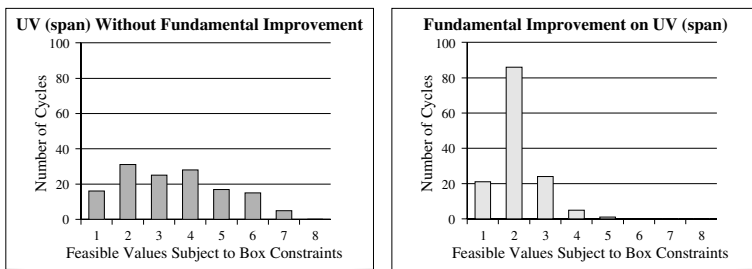 UV (span) Without Fundamental Improvement
100
80
60
40
20
0
Number of Cycles
1 2 3 4 5 6 7 8
Feasible Values Subject to Box Constraints
Fundamental Improvement on UV (span)
100
80
60
40
20
0
Number of Cycles
1 2 3 4 5 6 7 8
Feasible Values Subject to Box Constraints